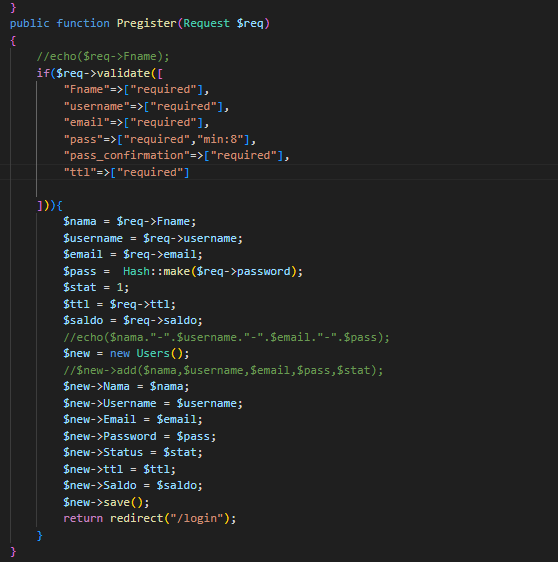 }
public function Pregister(Request $req)
{
//echo($req->Fname);
if($req->validate([
"Fname"=>["required"],
"username"=>["required"],
"email"=>["required"],
"pass"=>["required","min:8"],
"pass_confirmation"=>["required"],
"ttl"=>["required"]
])){
$nama = $req->Fname;
$username = $req->username;
$email = $req->email;
$pass =  Hash::make($req->password);
$stat = 1;
$ttl = $req->ttl;
$saldo = $req->saldo;
//echo($nama."-".$username."-".$email."-".$pass);
$new = new Users();
//$new->add($nama,$username,$email,$pass,$stat);
$new->Nama = $nama;
$new->Username = $username;
$new->Email = $email;
$new->Password = $pass;
$new->Status = $stat;
$new->ttl = $ttl;
$new->Saldo = $saldo;
$new->save();
return redirect("/login");
}
}